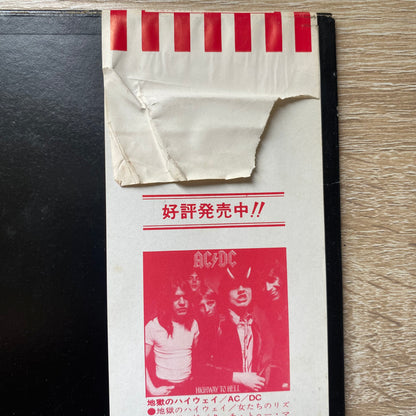 好評発売中!!
AC⚡DC
HIGHWAY TO HELL
地獄のハイウェイ/AC/DC
●地獄のハイウェイ/女たちのリズ